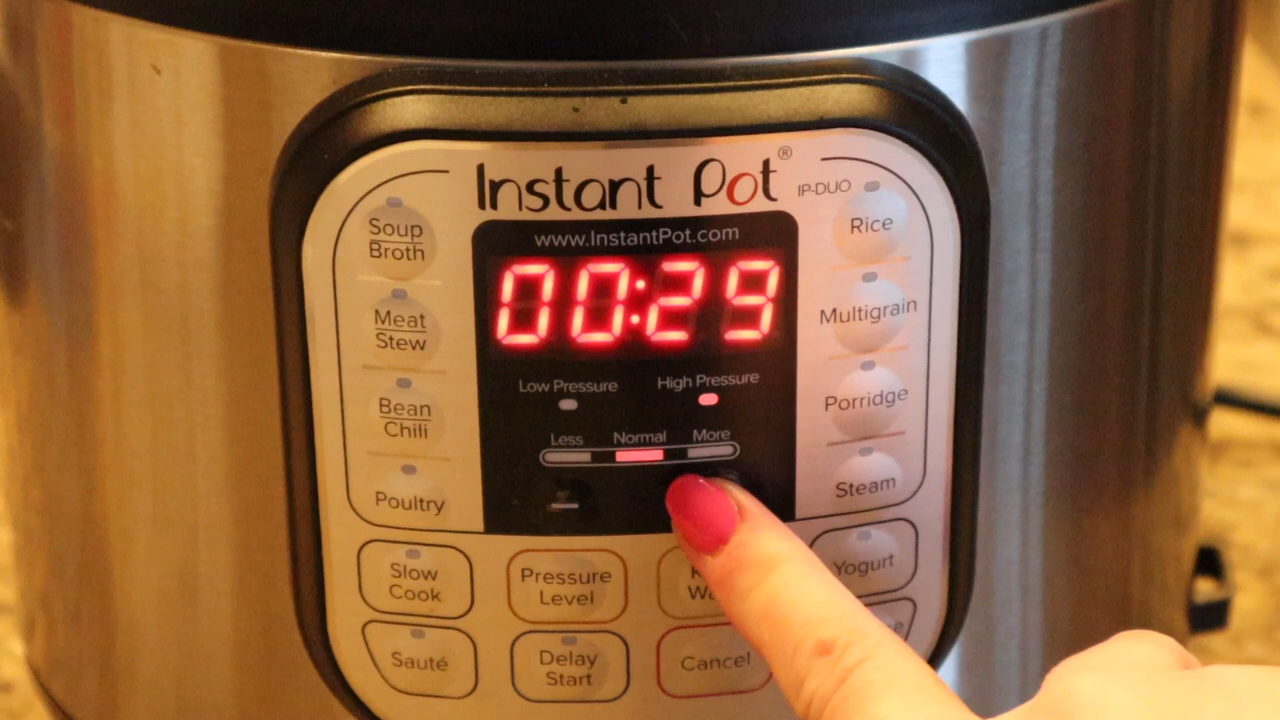 Instant Pot®
IP-DUO
www.InstantPot.com
00:29
Low Pressure
High Pressure
Less
Normal
More
Soup
Broth
Meat
Stew
Bean
Chili
Poultry
Rice
Multigrain
Porridge
Steam
Slow
Cook
Pressure
Level
Yogurt
Sauté
Delay
Start
Cancel